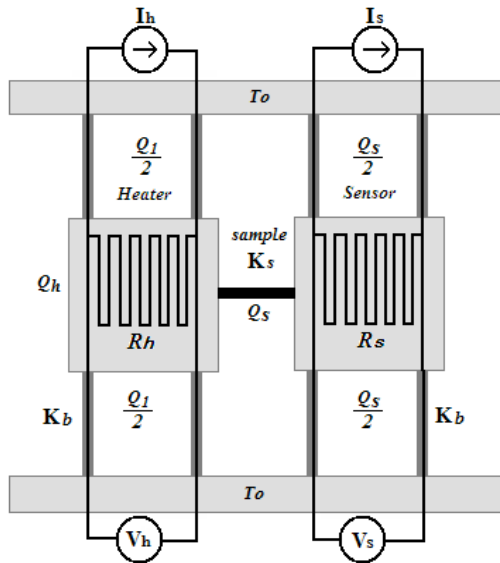 Ih
Is
To
Q1
2
Heater
Qs
2
Sensor
sample
Ks
Qh
Qs
Rh
Rs
Kb
Q1
2
Qs
2
Kb
To
Vh
Vs